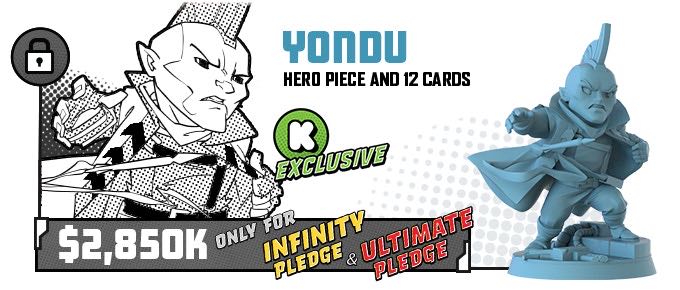 YONDU
HERO PIECE AND 12 CARDS
K
EXCLUSIVE
$2,850K
ONLY FOR
INFINITY PLEDGE
&
ULTIMATE PLEDGE